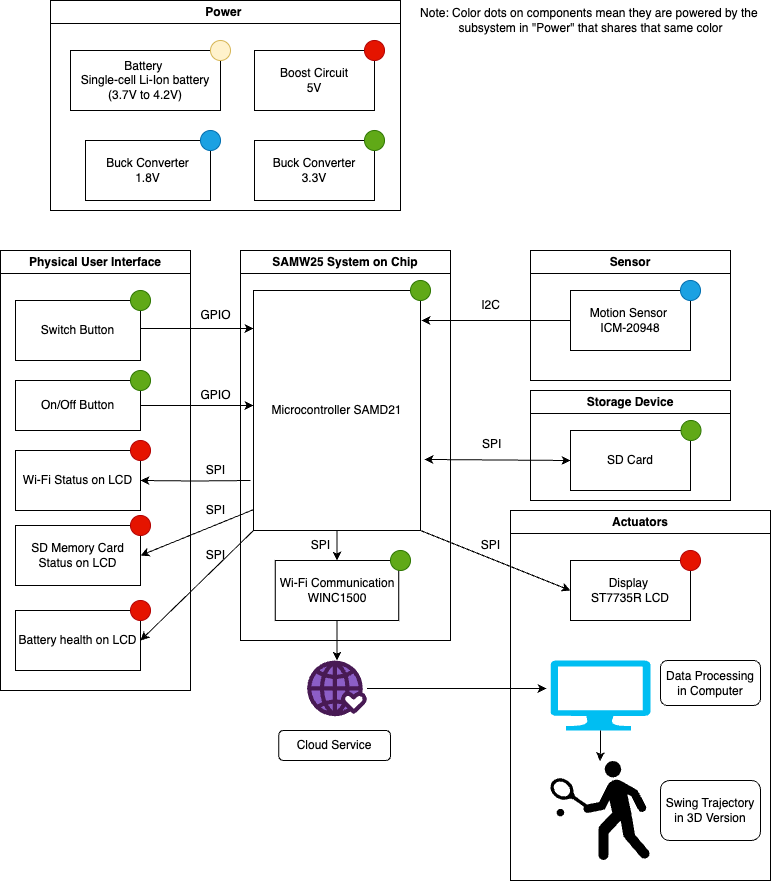 Power
Note: Color dots on components mean they are powered by the
subsystem in "Power" that shares that same color
Battery
Single-cell Li-Ion battery
(3.7V to 4.2V)
Boost Circuit
5V
Buck Converter
1.8V
Buck Converter
3.3V
Physical User Interface
SAMW25 System on Chip
Sensor
Switch Button
GPIO
I2C
Motion Sensor
ICM-20948
On/Off Button
GPIO
Microcontroller SAMD21
Storage Device
SPI
SD Card
Wi-Fi Status on LCD
SPI
SD Memory Card
Status on LCD
SPI
Battery health on LCD
SPI
SPI
Wi-Fi Communication
WINC1500
SPI
Actuators
Display
ST7735R LCD
Cloud Service
Data Processing
in Computer
Swing Trajectory
in 3D Version